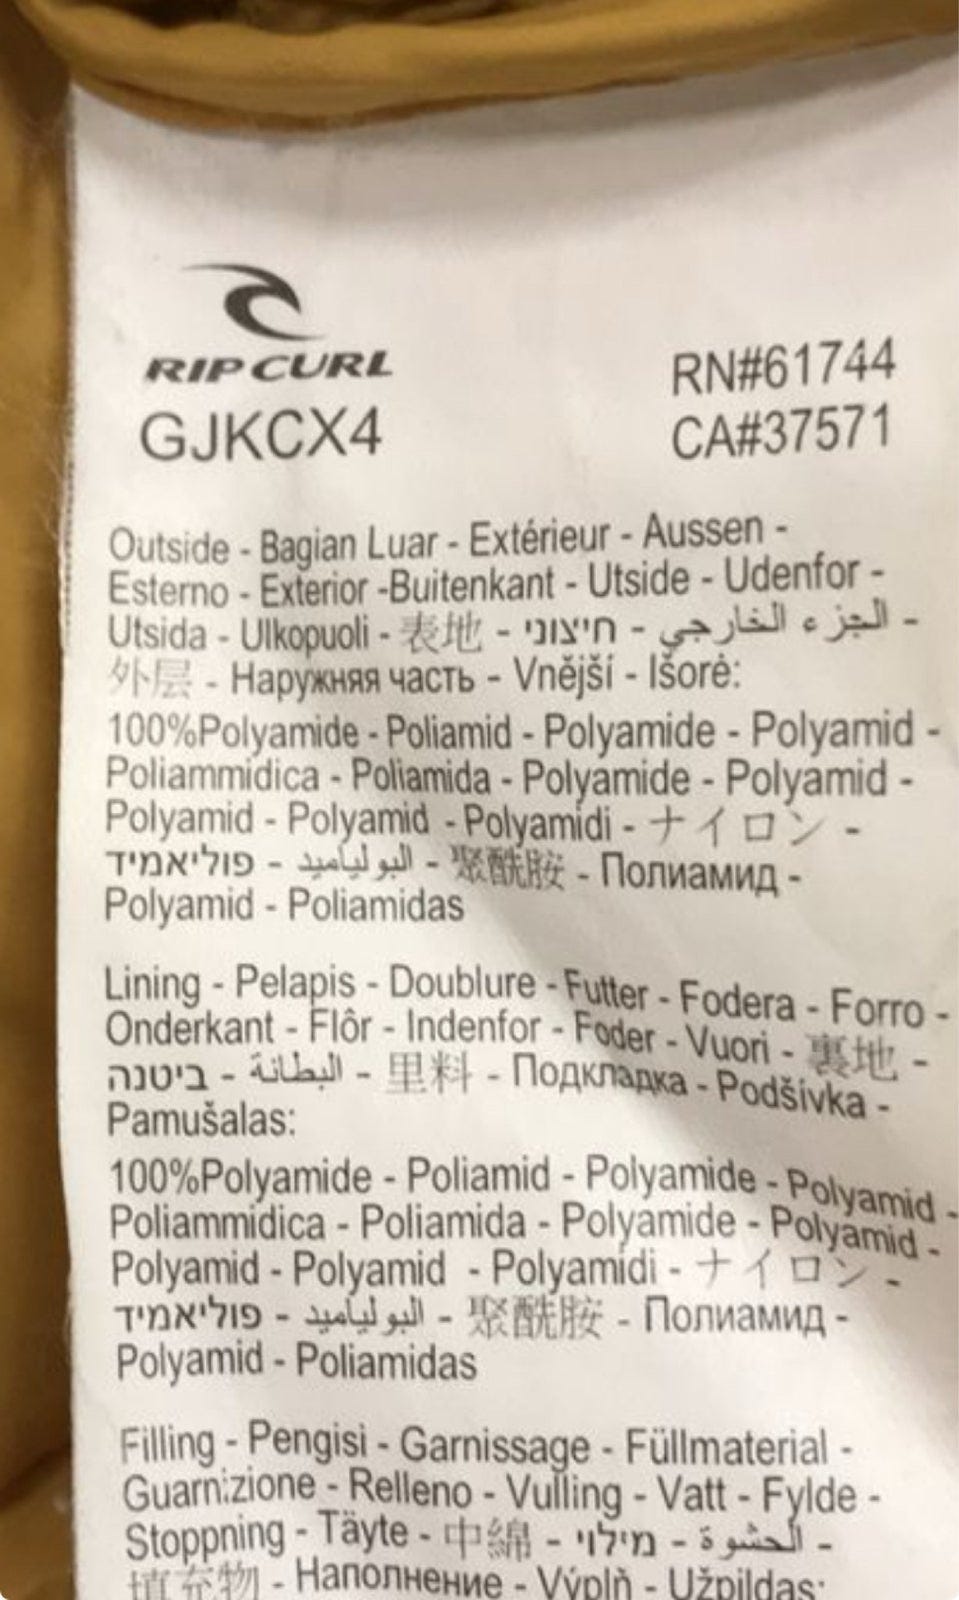 RIP CURL
GJKCX4
RN#61744
CA#37571
Outside - Bagian Luar - Extérieur - Aussen -
Esterno - Exterior -Buitenkant - Utside - Udenfor -
Utsida - Ulkopuoli - 表地 - חיצוני - الجزء الخارجي -
外层 - Наружняя часть - Vnější - Išorė:
100%Polyamide - Poliamid - Polyamide - Polyamid -
Poliammidica - Poliamida - Polyamide - Polyamid -
Polyamid - Polyamid - Polyamidi - ナイロン -
פוליאמיד - البولياميد - 聚酰胺 - Полиамид -
Polyamid - Poliamidas
Lining - Pelapis - Doublure - Futter - Fodera - Forro -
Onderkant - Flôr - Indenfor - Foder - Vuori - 裏地 -
ביטנה - البطانة - 里料 - Подкладка - Podšívka -
Pamušalas:
100%Polyamide - Poliamid - Polyamide - Polyamid -
Poliammidica - Poliamida - Polyamide - Polyamid -
Polyamid - Polyamid - Polyamidi - ナイロン -
פוליאמיד - البولياميد - 聚酰胺 - Полиамид -
Polyamid - Poliamidas
Filling - Pengisi - Garnissage - Füllmaterial -
Guarnizione - Relleno - Vulling - Vatt - Fylde -
Stoppning - Täyte - 中綿 - מילוי - الحشوة -
填充物 - Наполнение - Výplň - Užpildas: